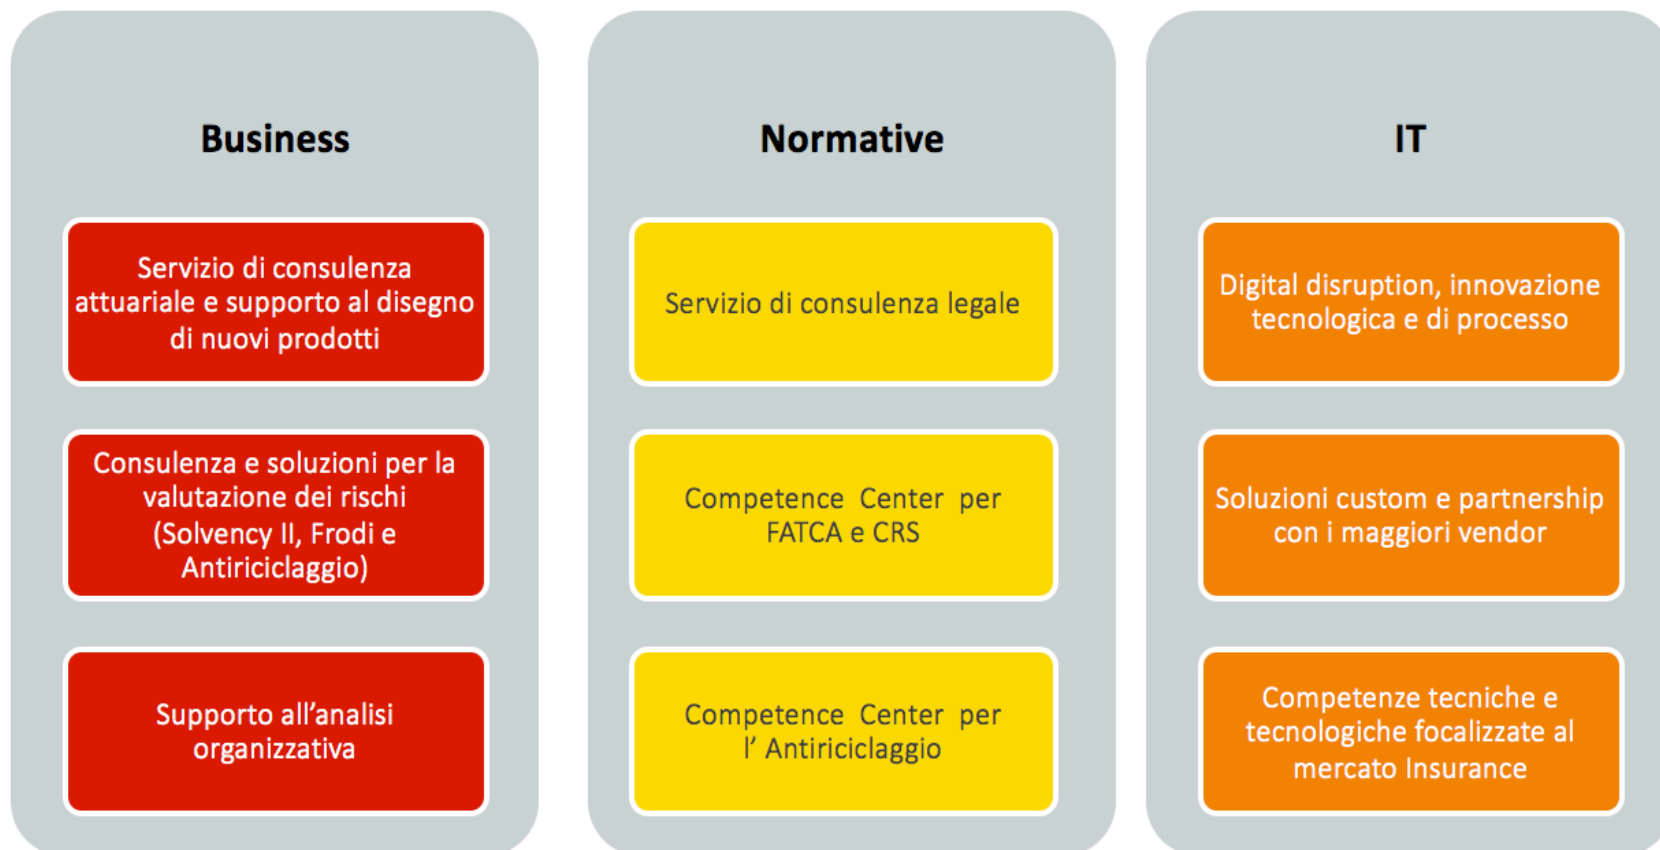 Business
Servizio di consulenza
attuariale e supporto al disegno
di nuovi prodotti
Consulenza e soluzioni per la
valutazione dei rischi
(Solvency II, Frodi e
Antiriciclaggio)
Supporto all’analisi
organizzativa
Normative
Servizio di consulenza legale
Competence Center per
FATCA e CRS
Competence Center per
l’ Antiriciclaggio
IT
Digital disruption, innovazione
tecnologica e di processo
Soluzioni custom e partnership
con i maggiori vendor
Competenze tecniche e
tecnologiche focalizzate al
mercato Insurance